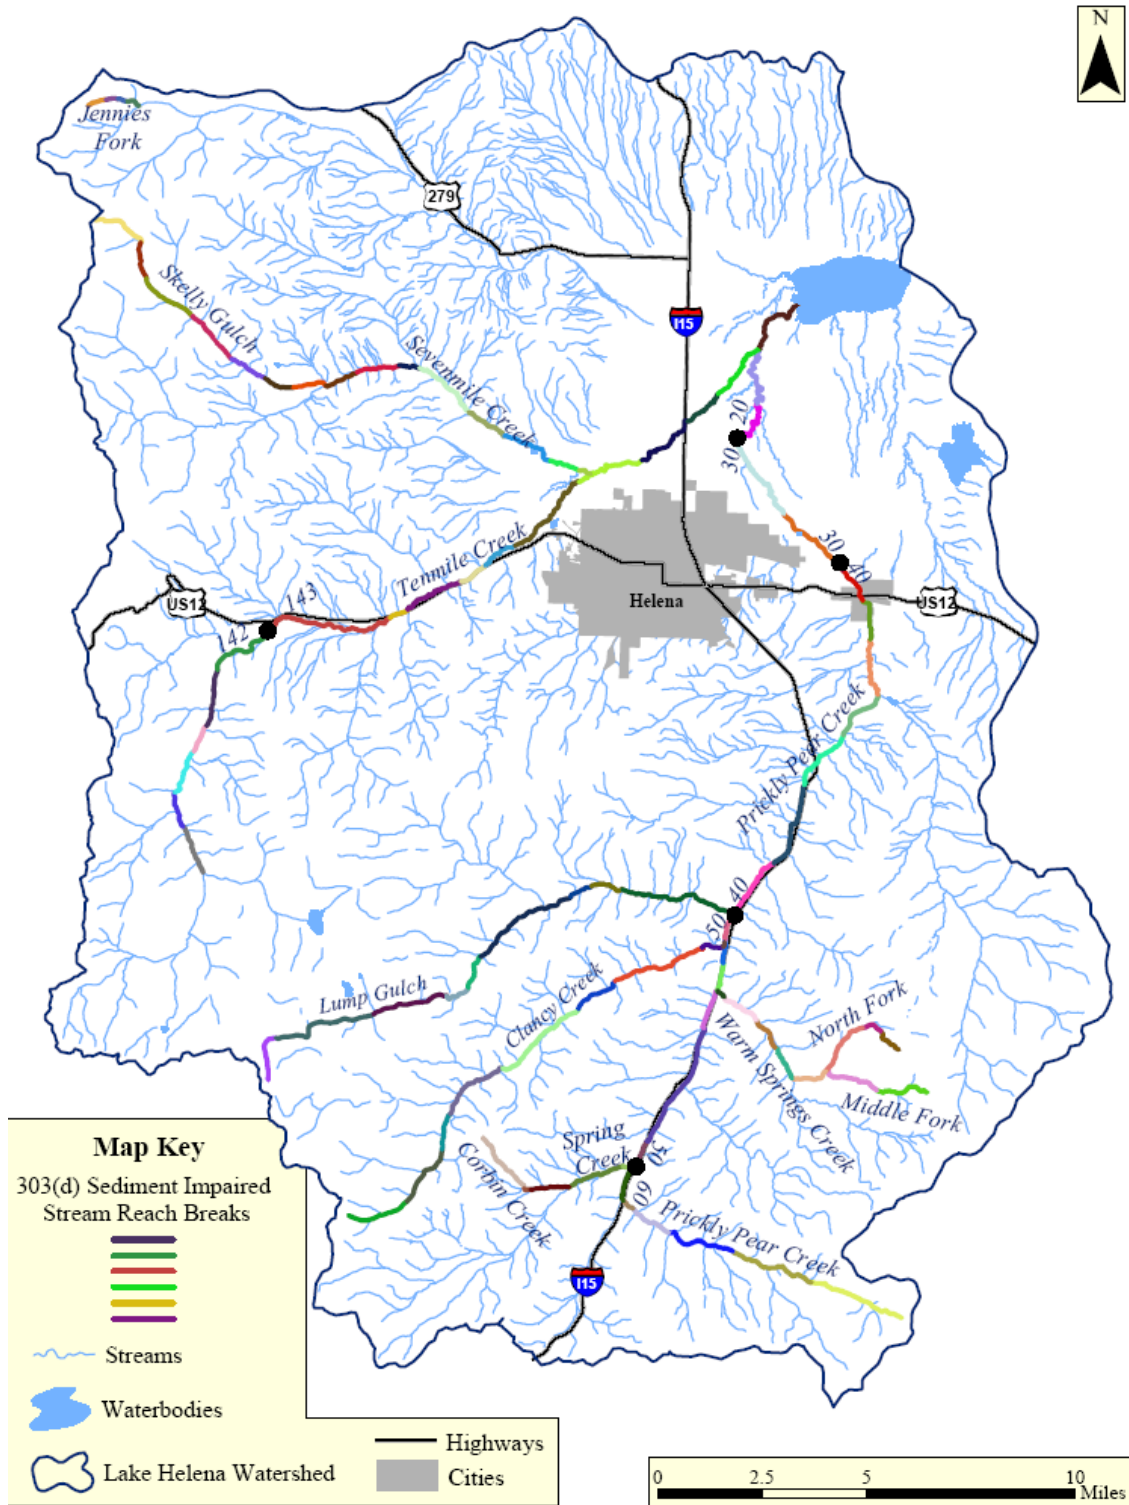 N
Jennies
Fork
279
Skelly Gulch
I15
Sevenmile Creek
20
30
30
40
Tenmile Creek
143
US12
142
Helena
US12
Prickly Pear Creek
40
50
Lump Gulch
Clancy Creek
North Fork
Warm Springs Creek
Middle Fork
Spring
Creek
50
Corbin Creek
60
Prickly Pear Creek
I15
Map Key
303(d) Sediment Impaired
Stream Reach Breaks
Streams
Waterbodies
Lake Helena Watershed
Highways
Cities
0 2.5 5 10
Miles